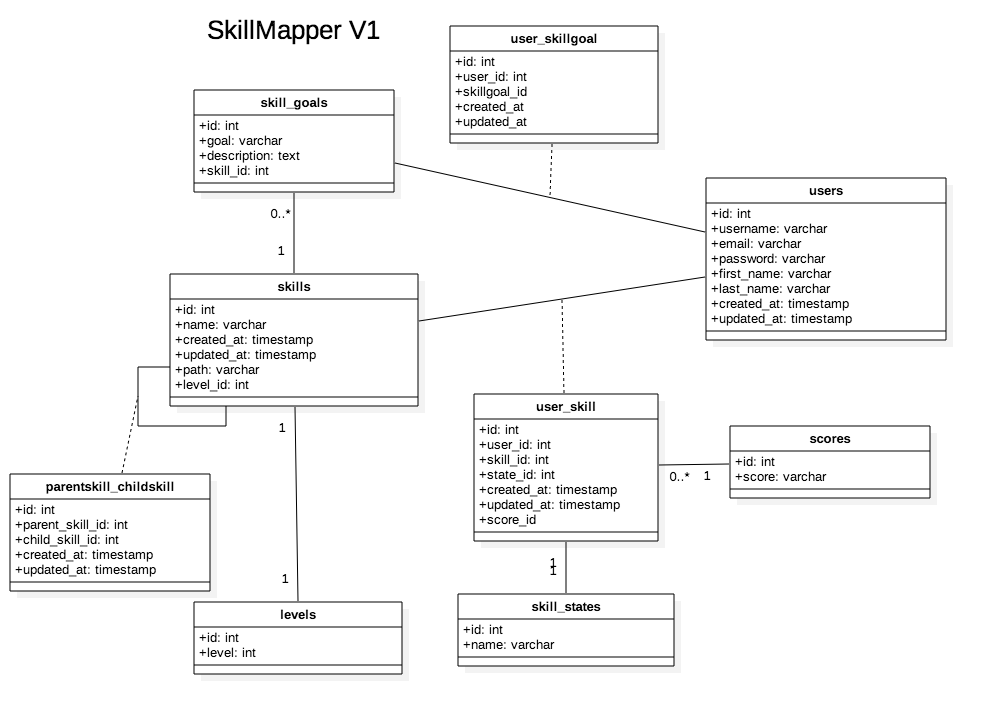 SkillMapper V1
user_skillgoal
+id: int
+user_id: int
+skillgoal_id
+created_at
+updated_at
skill_goals
+id: int
+goal: varchar
+description: text
+skill_id: int
users
+id: int
+username: varchar
+email: varchar
+password: varchar
+first_name: varchar
+last_name: varchar
+created_at: timestamp
+updated_at: timestamp
0..*
1
skills
+id: int
+name: varchar
+created_at: timestamp
+updated_at: timestamp
+path: varchar
+level_id: int
1
user_skill
+id: int
+user_id: int
+skill_id: int
+state_id: int
+created_at: timestamp
+updated_at: timestamp
+score_id
scores
+id: int
+score: varchar
0..*
1
parentskill_childskill
+id: int
+parent_skill_id: int
+child_skill_id: int
+created_at: timestamp
+updated_at: timestamp
1
1
1
levels
+id: int
+level: int
skill_states
+id: int
+name: varchar